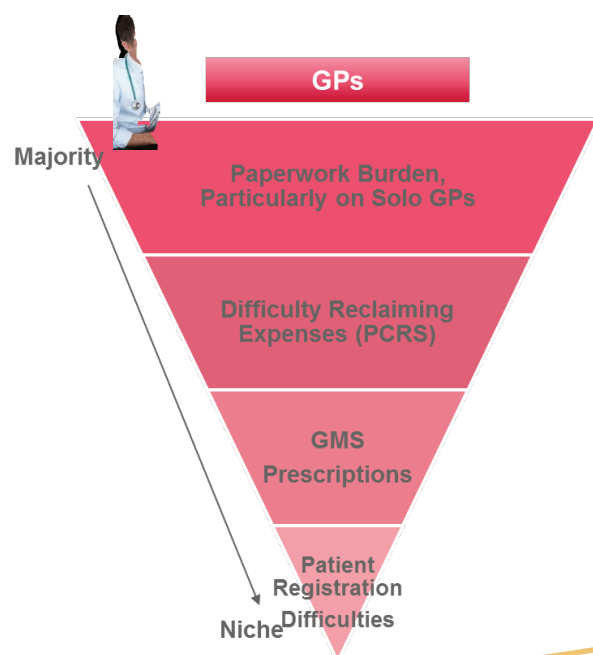 GPs
Majority
Paperwork Burden,
Particularly on Solo GPs
Difficulty Reclaiming
Expenses (PCRS)
GMS
Prescriptions
Patient
Registration
Difficulties
Niche